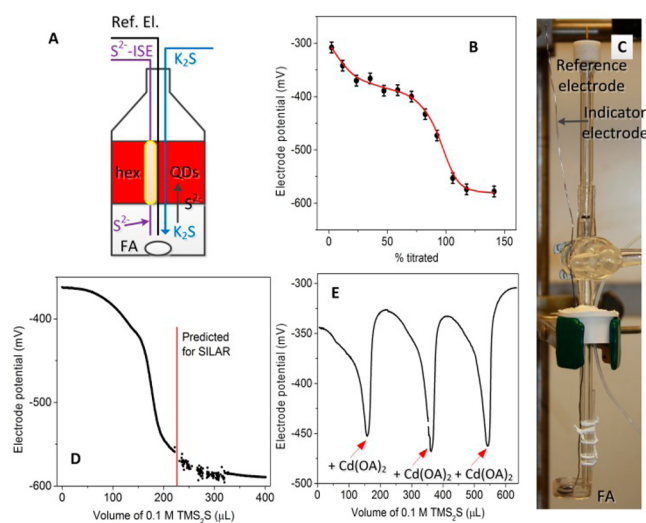 A
Ref. El.
S²⁻-ISE
K₂S
hex
QDs
S²⁻
S²⁻
FA
K₂S
B
Electrode potential (mV)
-300
-400
-500
-600
0
50
100
150
% titrated
C
Reference
electrode
Indicator
electrode
FA
D
Electrode potential (mV)
-400
-500
-600
Predicted
for SILAR
0
100
200
300
400
Volume of 0.1 M TMS₂S (μL)
E
Electrode potential (mV)
-300
-350
-400
-450
-500
+ Cd(OA)₂
+ Cd(OA)₂
+ Cd(OA)₂
0
100
200
300
400
500
600
Volume of 0.1 M TMS₂S (μL)